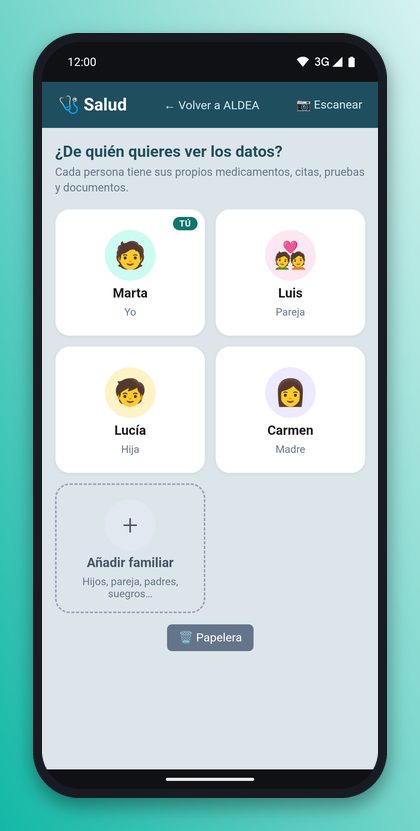 12:00
3G
Salud
← Volver a ALDEA
Escanear
¿De quién quieres ver los datos?
Cada persona tiene sus propios medicamentos, citas, pruebas
y documentos.
TÚ
Marta
Yo
Luis
Pareja
Lucía
Hija
Carmen
Madre
+
Añadir familiar
Hijos, pareja, padres,
suegros…
Papelera